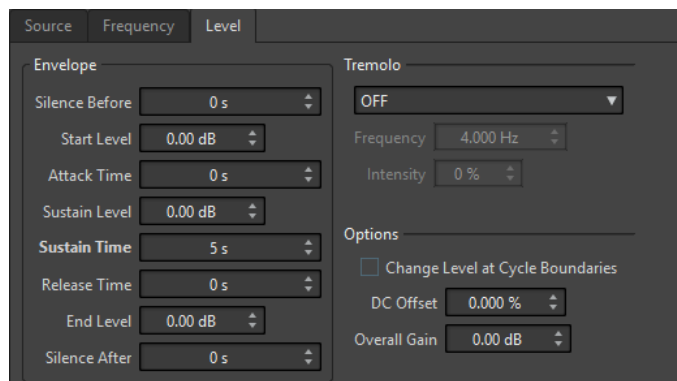 Source Frequency Level
Envelope
Silence Before 0 s
Start Level 0.00 dB
Attack Time 0 s
Sustain Level 0.00 dB
Sustain Time 5 s
Release Time 0 s
End Level 0.00 dB
Silence After 0 s
Tremolo
OFF
Frequency 4.000 Hz
Intensity 0 %
Options
Change Level at Cycle Boundaries
DC Offset 0.000 %
Overall Gain 0.00 dB